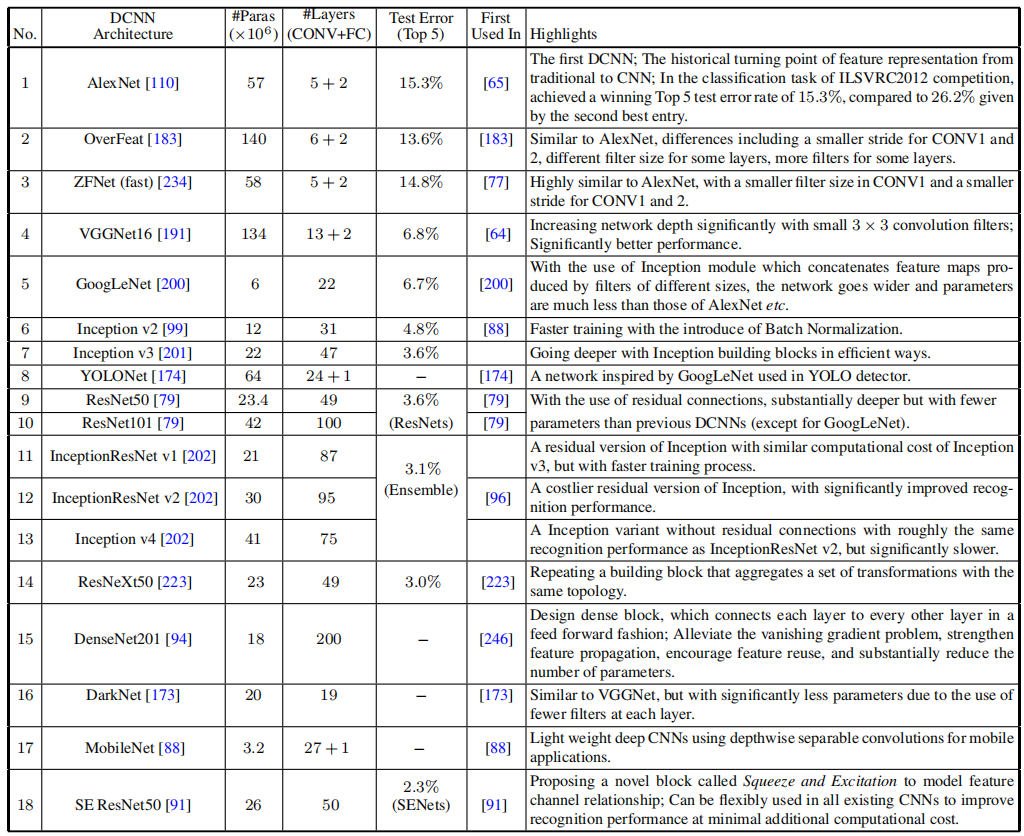 No. DCNN Architecture #Paras (×10⁶) #Layers (CONV+FC) Test Error (Top 5) First Used In Highlights
1 AlexNet [110] 57 5 + 2 15.3% [65] The first DCNN; The historical turning point of feature representation from
traditional to CNN; In the classification task of ILSVRC2012 competition,
achieved a winning Top 5 test error rate of 15.3%, compared to 26.2% given
by the second best entry.
2 OverFeat [183] 140 6 + 2 13.6% [183] Similar to AlexNet, differences including a smaller stride for CONV1 and
2, different filter size for some layers, more filters for some layers.
3 ZFNet (fast) [234] 58 5 + 2 14.8% [77] Highly similar to AlexNet, with a smaller filter size in CONV1 and a smaller
stride for CONV1 and 2.
4 VGGNet16 [191] 134 13 + 2 6.8% [64] Increasing network depth significantly with small 3 × 3 convolution filters;
Significantly better performance.
5 GoogLeNet [200] 6 22 6.7% [200] With the use of Inception module which concatenates feature maps pro-
duced by filters of different sizes, the network goes wider and parameters
are much less than those of AlexNet etc.
6 Inception v2 [99] 12 31 4.8% [88] Faster training with the introduce of Batch Normalization.
7 Inception v3 [201] 22 47 3.6% Going deeper with Inception building blocks in efficient ways.
8 YOLONet [174] 64 24 + 1 − [174] A network inspired by GoogLeNet used in YOLO detector.
9 ResNet50 [79] 23.4 49 3.6% [79] With the use of residual connections, substantially deeper but with fewer
10 ResNet101 [79] 42 100 (ResNets) [79] parameters than previous DCNNs (except for GoogLeNet).
11 InceptionResNet v1 [202] 21 87 3.1% A residual version of Inception with similar computational cost of Inception
v3, but with faster training process.
12 InceptionResNet v2 [202] 30 95 (Ensemble) [96] A costlier residual version of Inception, with significantly improved recog-
nition performance.
13 Inception v4 [202] 41 75 A Inception variant without residual connections with roughly the same
recognition performance as InceptionResNet v2, but significantly slower.
14 ResNeXt50 [223] 23 49 3.0% [223] Repeating a building block that aggregates a set of transformations with the
same topology.
15 DenseNet201 [94] 18 200 − [246] Design dense block, which connects each layer to every other layer in a
feed forward fashion; Alleviate the vanishing gradient problem, strengthen
feature propagation, encourage feature reuse, and substantially reduce the
number of parameters.
16 DarkNet [173] 20 19 − [173] Similar to VGGNet, but with significantly less parameters due to the use of
fewer filters at each layer.
17 MobileNet [88] 3.2 27 + 1 − [88] Light weight deep CNNs using depthwise separable convolutions for mobile
applications.
18 SE ResNet50 [91] 26 50 2.3% (SENets) [91] Proposing a novel block called Squeeze and Excitation to model feature
channel relationship; Can be flexibly used in all existing CNNs to improve
recognition performance at minimal additional computational cost.